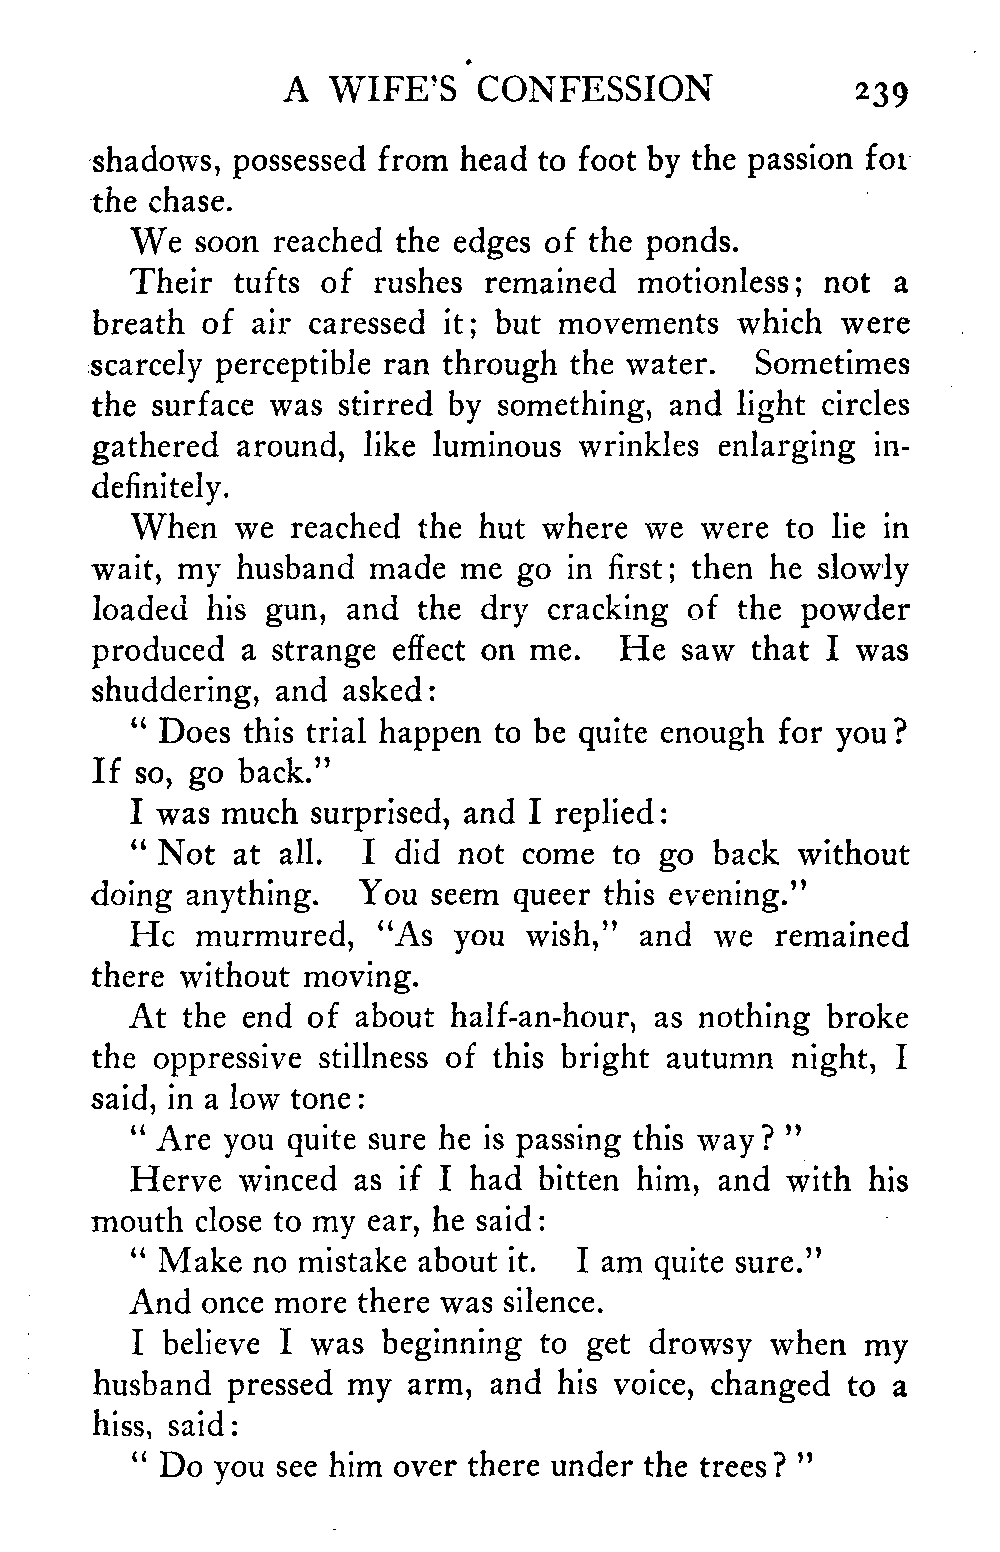 A WIFE'S CONFESSION 239
shadows, possessed from head to foot by the passion for
the chase.
We soon reached the edges of the ponds.
Their tufts of rushes remained motionless; not a
breath of air caressed it; but movements which were
scarcely perceptible ran through the water. Sometimes
the surface was stirred by something, and light circles
gathered around, like luminous wrinkles enlarging in-
definitely.
When we reached the hut where we were to lie in
wait, my husband made me go in first; then he slowly
loaded his gun, and the dry cracking of the powder
produced a strange effect on me. He saw that I was
shuddering, and asked:
" Does this trial happen to be quite enough for you?
If so, go back."
I was much surprised, and I replied:
" Not at all. I did not come to go back without
doing anything. You seem queer this evening."
He murmured, "As you wish," and we remained
there without moving.
At the end of about half-an-hour, as nothing broke
the oppressive stillness of this bright autumn night, I
said, in a low tone:
" Are you quite sure he is passing this way? "
Herve winced as if I had bitten him, and with his
mouth close to my ear, he said:
" Make no mistake about it. I am quite sure."
And once more there was silence.
I believe I was beginning to get drowsy when my
husband pressed my arm, and his voice, changed to a
hiss, said:
" Do you see him over there under the trees? "